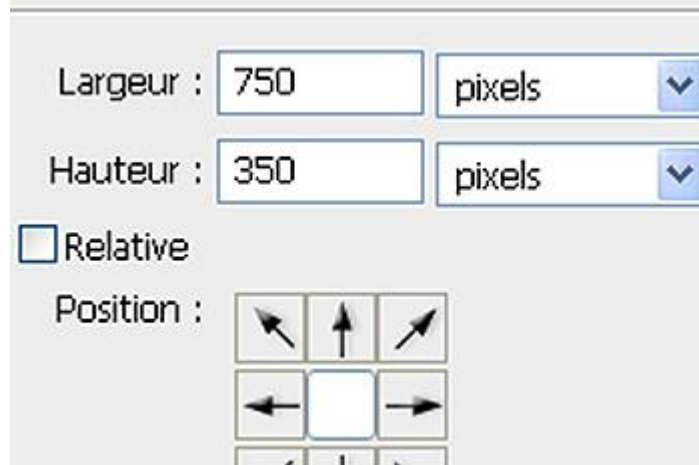 Largeur : 750 pixels
Hauteur : 350 pixels
Relative
Position :